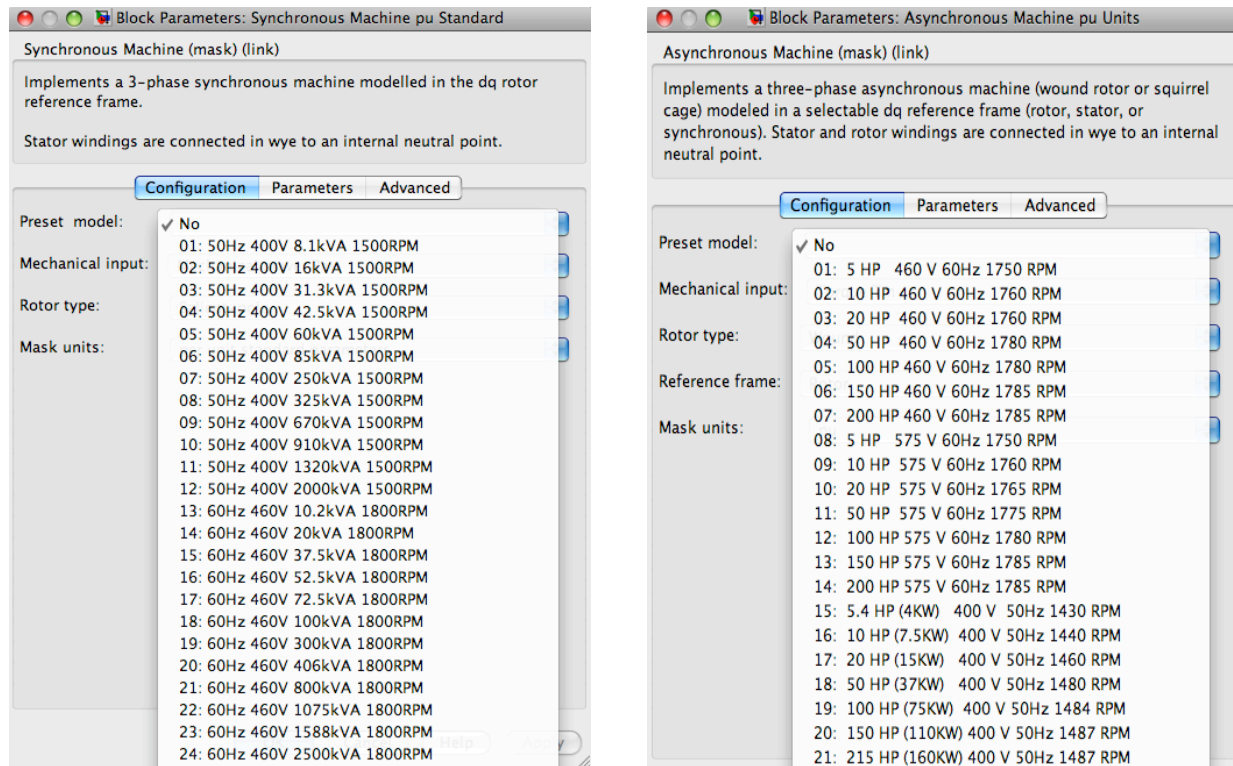 Block Parameters: Synchronous Machine pu Standard
Synchronous Machine (mask) (link)
Implements a 3-phase synchronous machine modelled in the dq rotor
reference frame.
Stator windings are connected in wye to an internal neutral point.
Configuration Parameters Advanced
Preset model:
Mechanical input:
Rotor type:
Mask units:
✓ No
01: 50Hz 400V 8.1kVA 1500RPM
02: 50Hz 400V 16kVA 1500RPM
03: 50Hz 400V 31.3kVA 1500RPM
04: 50Hz 400V 42.5kVA 1500RPM
05: 50Hz 400V 60kVA 1500RPM
06: 50Hz 400V 85kVA 1500RPM
07: 50Hz 400V 250kVA 1500RPM
08: 50Hz 400V 325kVA 1500RPM
09: 50Hz 400V 670kVA 1500RPM
10: 50Hz 400V 910kVA 1500RPM
11: 50Hz 400V 1320kVA 1500RPM
12: 50Hz 400V 2000kVA 1500RPM
13: 60Hz 460V 10.2kVA 1800RPM
14: 60Hz 460V 20kVA 1800RPM
15: 60Hz 460V 37.5kVA 1800RPM
16: 60Hz 460V 52.5kVA 1800RPM
17: 60Hz 460V 72.5kVA 1800RPM
18: 60Hz 460V 100kVA 1800RPM
19: 60Hz 460V 300kVA 1800RPM
20: 60Hz 460V 406kVA 1800RPM
21: 60Hz 460V 800kVA 1800RPM
22: 60Hz 460V 1075kVA 1800RPM
23: 60Hz 460V 1588kVA 1800RPM
24: 60Hz 460V 2500kVA 1800RPM
Help
Block Parameters: Asynchronous Machine pu Units
Asynchronous Machine (mask) (link)
Implements a three-phase asynchronous machine (wound rotor or squirrel
cage) modeled in a selectable dq reference frame (rotor, stator, or
synchronous). Stator and rotor windings are connected in wye to an internal
neutral point.
Configuration Parameters Advanced
Preset model:
Mechanical input:
Rotor type:
Reference frame:
Mask units:
✓ No
01: 5 HP 460 V 60Hz 1750 RPM
02: 10 HP 460 V 60Hz 1760 RPM
03: 20 HP 460 V 60Hz 1760 RPM
04: 50 HP 460 V 60Hz 1780 RPM
05: 100 HP 460 V 60Hz 1780 RPM
06: 150 HP 460 V 60Hz 1785 RPM
07: 200 HP 460 V 60Hz 1785 RPM
08: 5 HP 575 V 60Hz 1750 RPM
09: 10 HP 575 V 60Hz 1760 RPM
10: 20 HP 575 V 60Hz 1765 RPM
11: 50 HP 575 V 60Hz 1775 RPM
12: 100 HP 575 V 60Hz 1780 RPM
13: 150 HP 575 V 60Hz 1785 RPM
14: 200 HP 575 V 60Hz 1785 RPM
15: 5.4 HP (4KW) 400 V 50Hz 1430 RPM
16: 10 HP (7.5KW) 400 V 50Hz 1440 RPM
17: 20 HP (15KW) 400 V 50Hz 1460 RPM
18: 50 HP (37KW) 400 V 50Hz 1480 RPM
19: 100 HP (75KW) 400 V 50Hz 1484 RPM
20: 150 HP (110KW) 400 V 50Hz 1487 RPM
21: 215 HP (160KW) 400 V 50Hz 1487 RPM